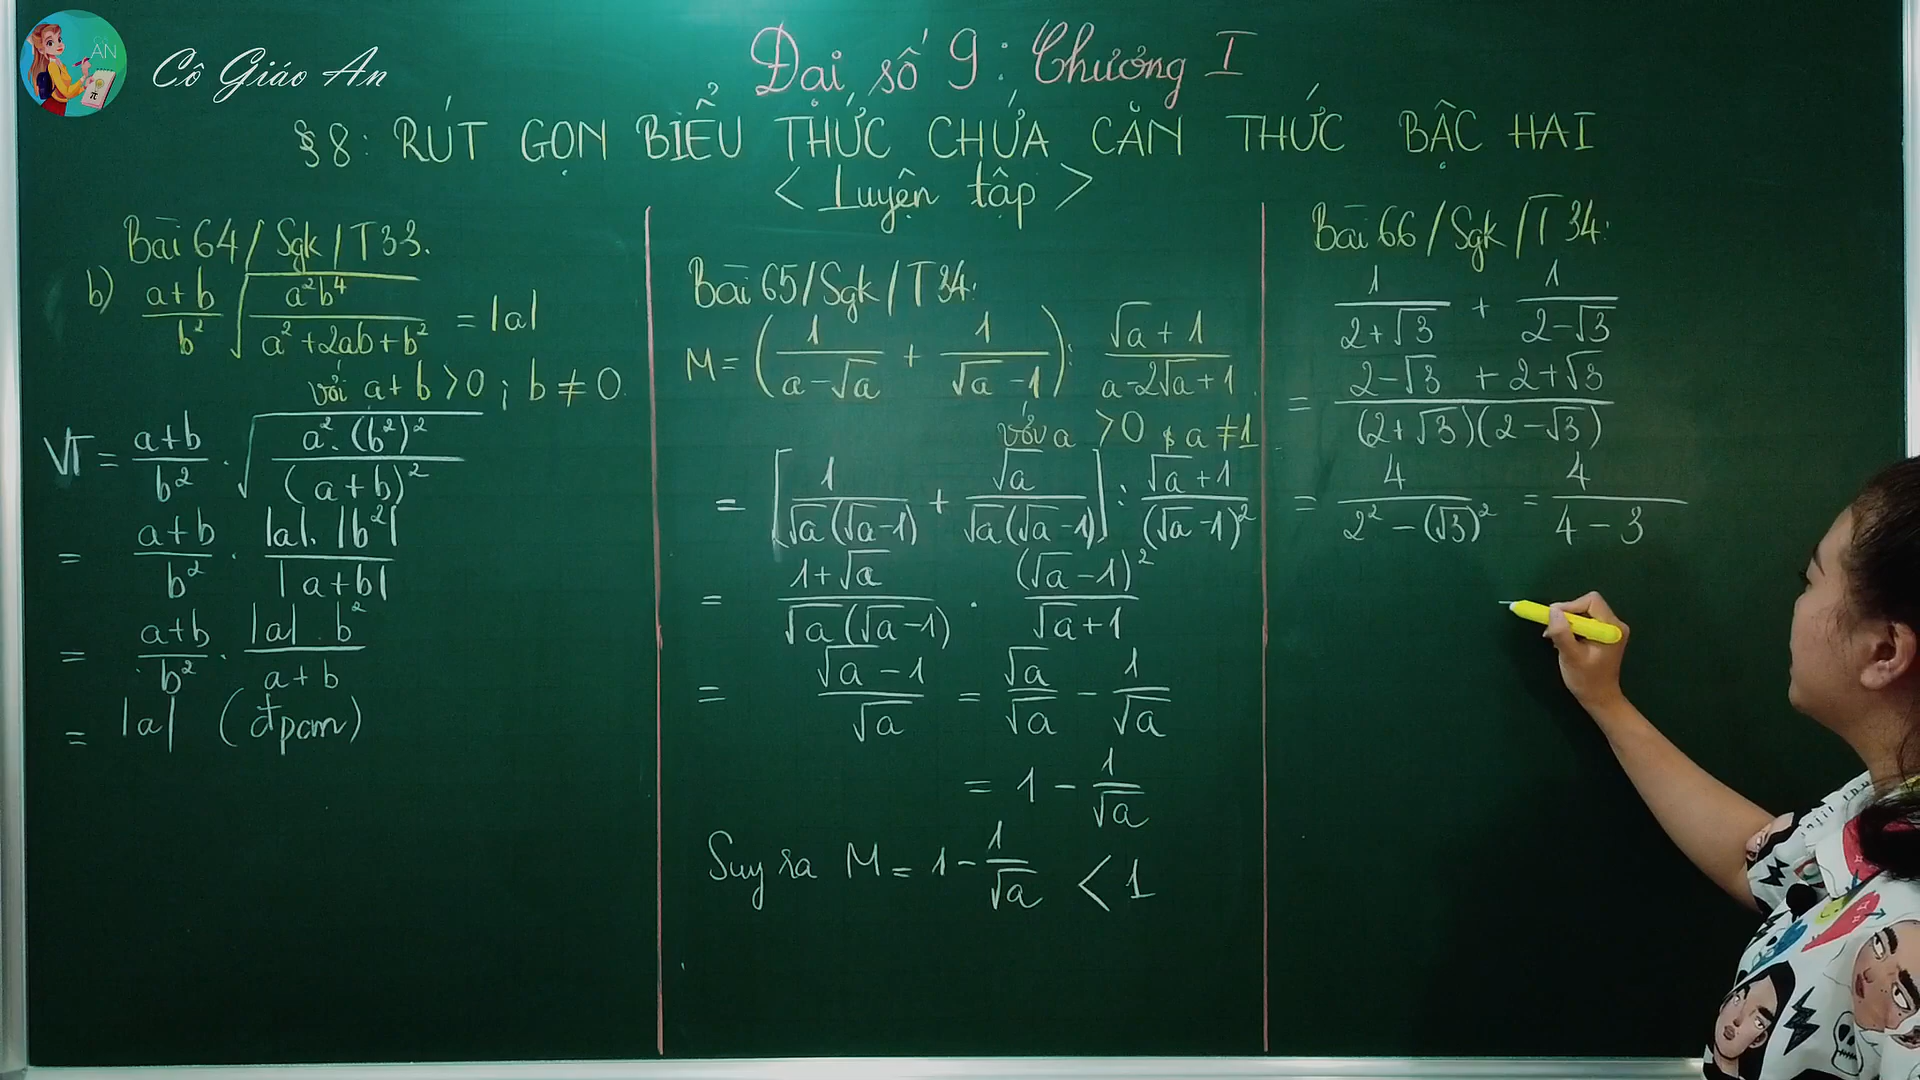 AN
Cô Giáo An
Đại số 9: Chương I
§8: RÚT GỌN BIỂU THỨC CHỨA CĂN THỨC BẬC HAI
< Luyện tập >
Bài 64/ Sgk / T33.
b) (a+b)/b² √(a²b⁴/(a²+2ab+b²)) = |a|
với a+b >0 ; b ≠ 0
VT = (a+b)/b² . √(a².(b²)²/(a+b)²)
= (a+b)/b² . |a|.|b²|/|a+b|
= (a+b)/b² . |a|.b²/(a+b)
= |a| (đpcm)
Bài 65/Sgk/T34:
M = (1/(a-√a) + 1/(√a-1)) : (√a+1)/(a-2√a+1)
với a >0 ; a ≠ 1
= [1/(√a(√a-1)) + √a/(√a(√a-1))] : (√a+1)/(√a-1)²
= (1+√a)/(√a(√a-1)) . (√a-1)²/(√a+1)
= (√a-1)/√a = √a/√a - 1/√a
= 1 - 1/√a
Suy ra M = 1 - 1/√a < 1
Bài 66/Sgk/T34:
1/(2+√3) + 1/(2-√3)
= (2-√3 + 2+√3)/((2+√3)(2-√3))
= 4/(2²-(√3)²) = 4/(4-3)